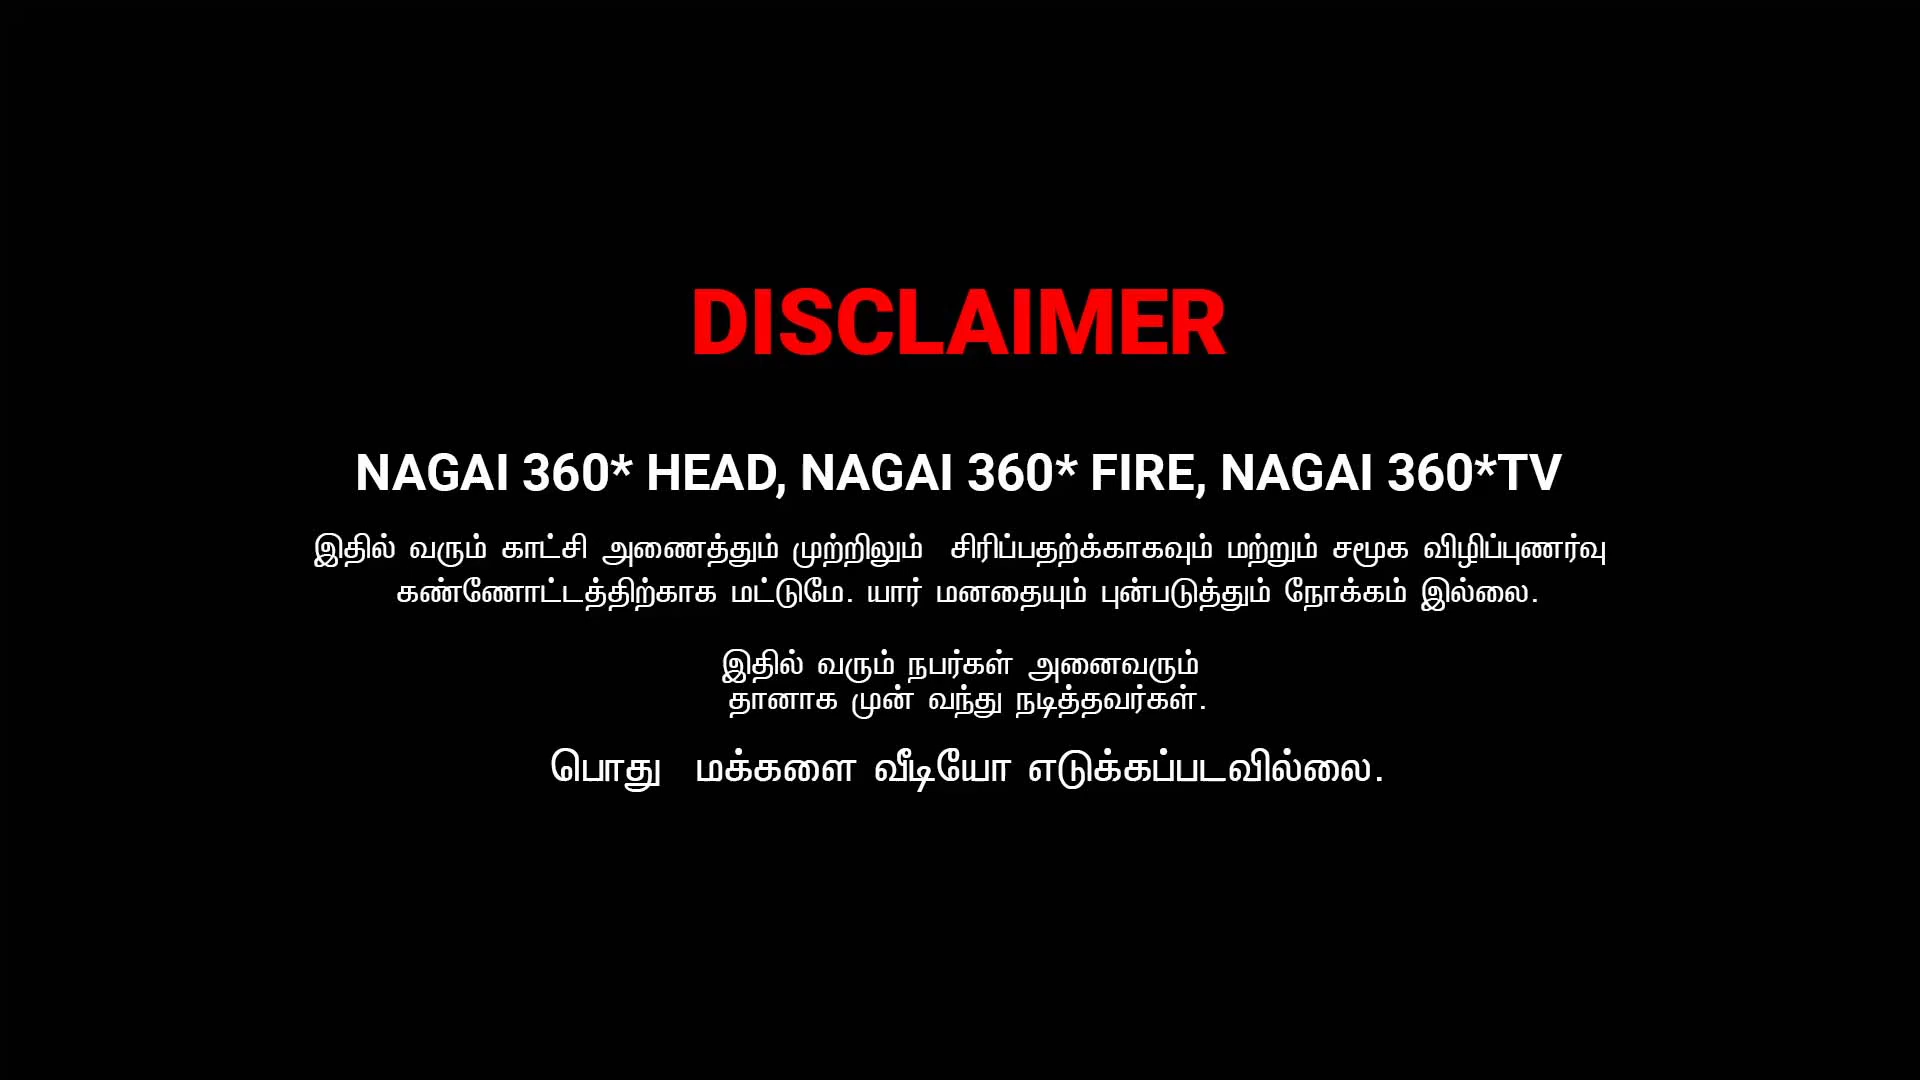 DISCLAIMER
NAGAI 360* HEAD, NAGAI 360* FIRE, NAGAI 360*TV
இதில் வரும் காட்சி அணைத்தும் முற்றிலும் சிரிப்பதற்க்காகவும் மற்றும் சமூக விழிப்புணர்வு
கண்ணோட்டத்திற்காக மட்டுமே. யார் மனதையும் புன்படுத்தும் நோக்கம் இல்லை.
இதில் வரும் நபர்கள் அனைவரும்
தானாக முன் வந்து நடித்தவர்கள்.
பொது மக்களை வீடியோ எடுக்கப்படவில்லை.